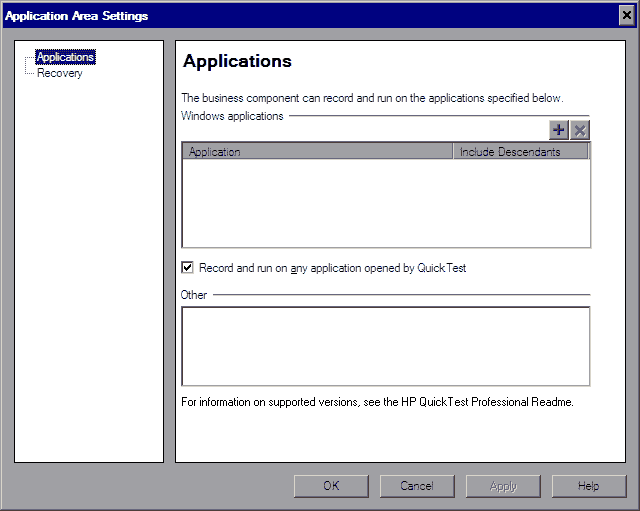 Application Area Settings
Applications
Recovery
Applications
The business component can record and run on the applications specified below.
Windows applications
Application Include Descendants
Record and run on any application opened by QuickTest
Other
For information on supported versions, see the HP QuickTest Professional Readme.
OK Cancel Apply Help